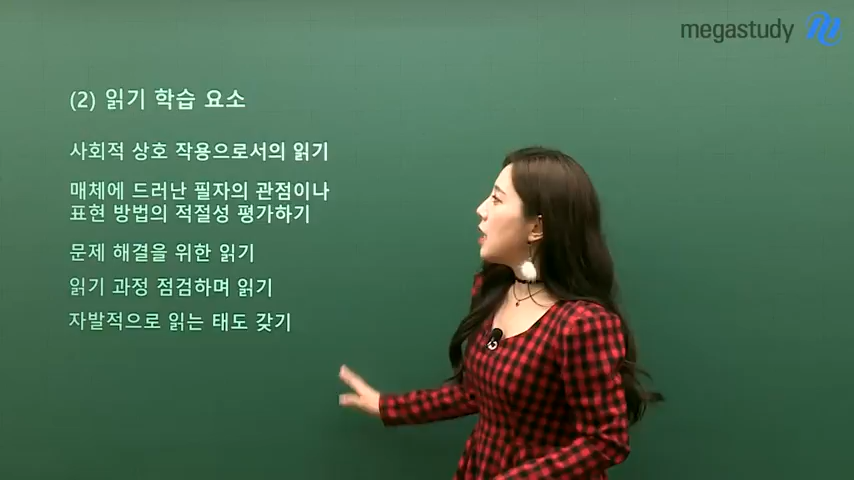 megastudy
(2) 읽기 학습 요소
사회적 상호 작용으로서의 읽기
매체에 드러난 필자의 관점이나
표현 방법의 적절성 평가하기
문제 해결을 위한 읽기
읽기 과정 점검하며 읽기
자발적으로 읽는 태도 갖기